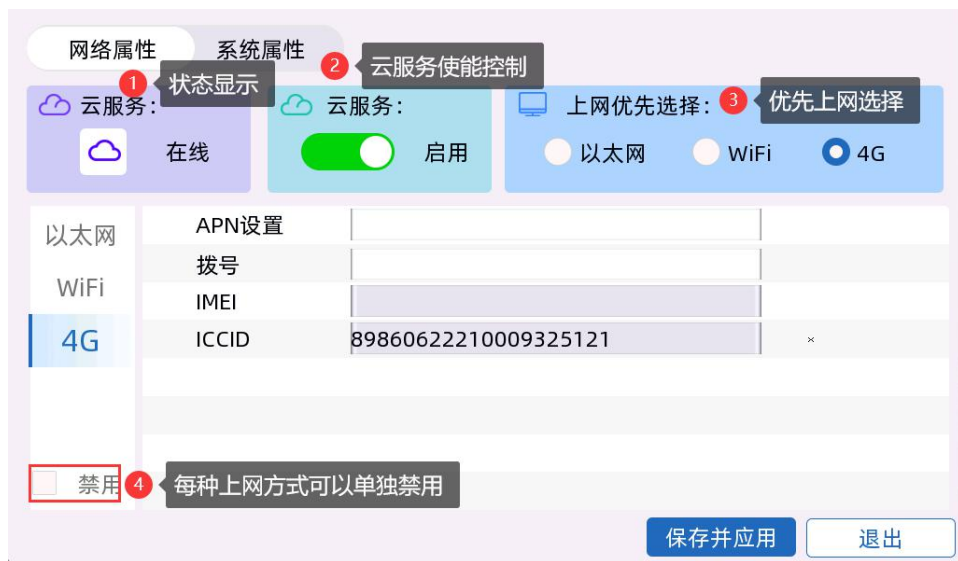 网络属性 系统属性
2 云服务使能控制
1 状态显示
云服务: 云服务: 上网优先选择: 3 优先上网选择
在线 启用 以太网 WiFi 4G
以太网 APN设置
拨号
WiFi IMEI
4G ICCID 89860622210009325121 ×
禁用 4 每种上网方式可以单独禁用
保存并应用 退出